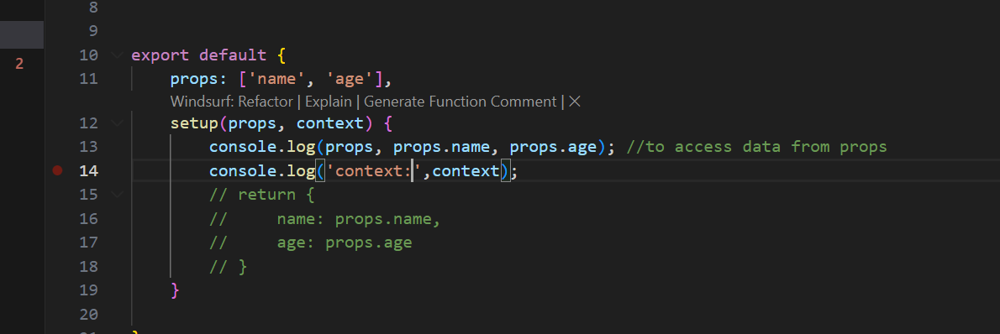 8
9
10 export default {
2
11 props: ['name', 'age'],
Windsurf: Refactor | Explain | Generate Function Comment | ✕
12 setup(props, context) {
13 console.log(props, props.name, props.age); //to access data from props
14 console.log('context:',context);
15 // return {
16 //     name: props.name,
17 //     age: props.age
18 // }
19 }
20